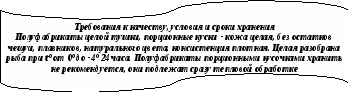 Требования к качеству, условия и сроки хранения
Полуфабрикаты целой тушки, порционные куски - кожа целая, без остатков
чешуи, плавников, натурального цвета, консистенция плотная. Целая разобрана
рыба при t° от 0° до -4° 24 часа. Полуфабрикаты порционными кусочками хранить
не рекомендуется, они подлежат сразу тепловой обработке